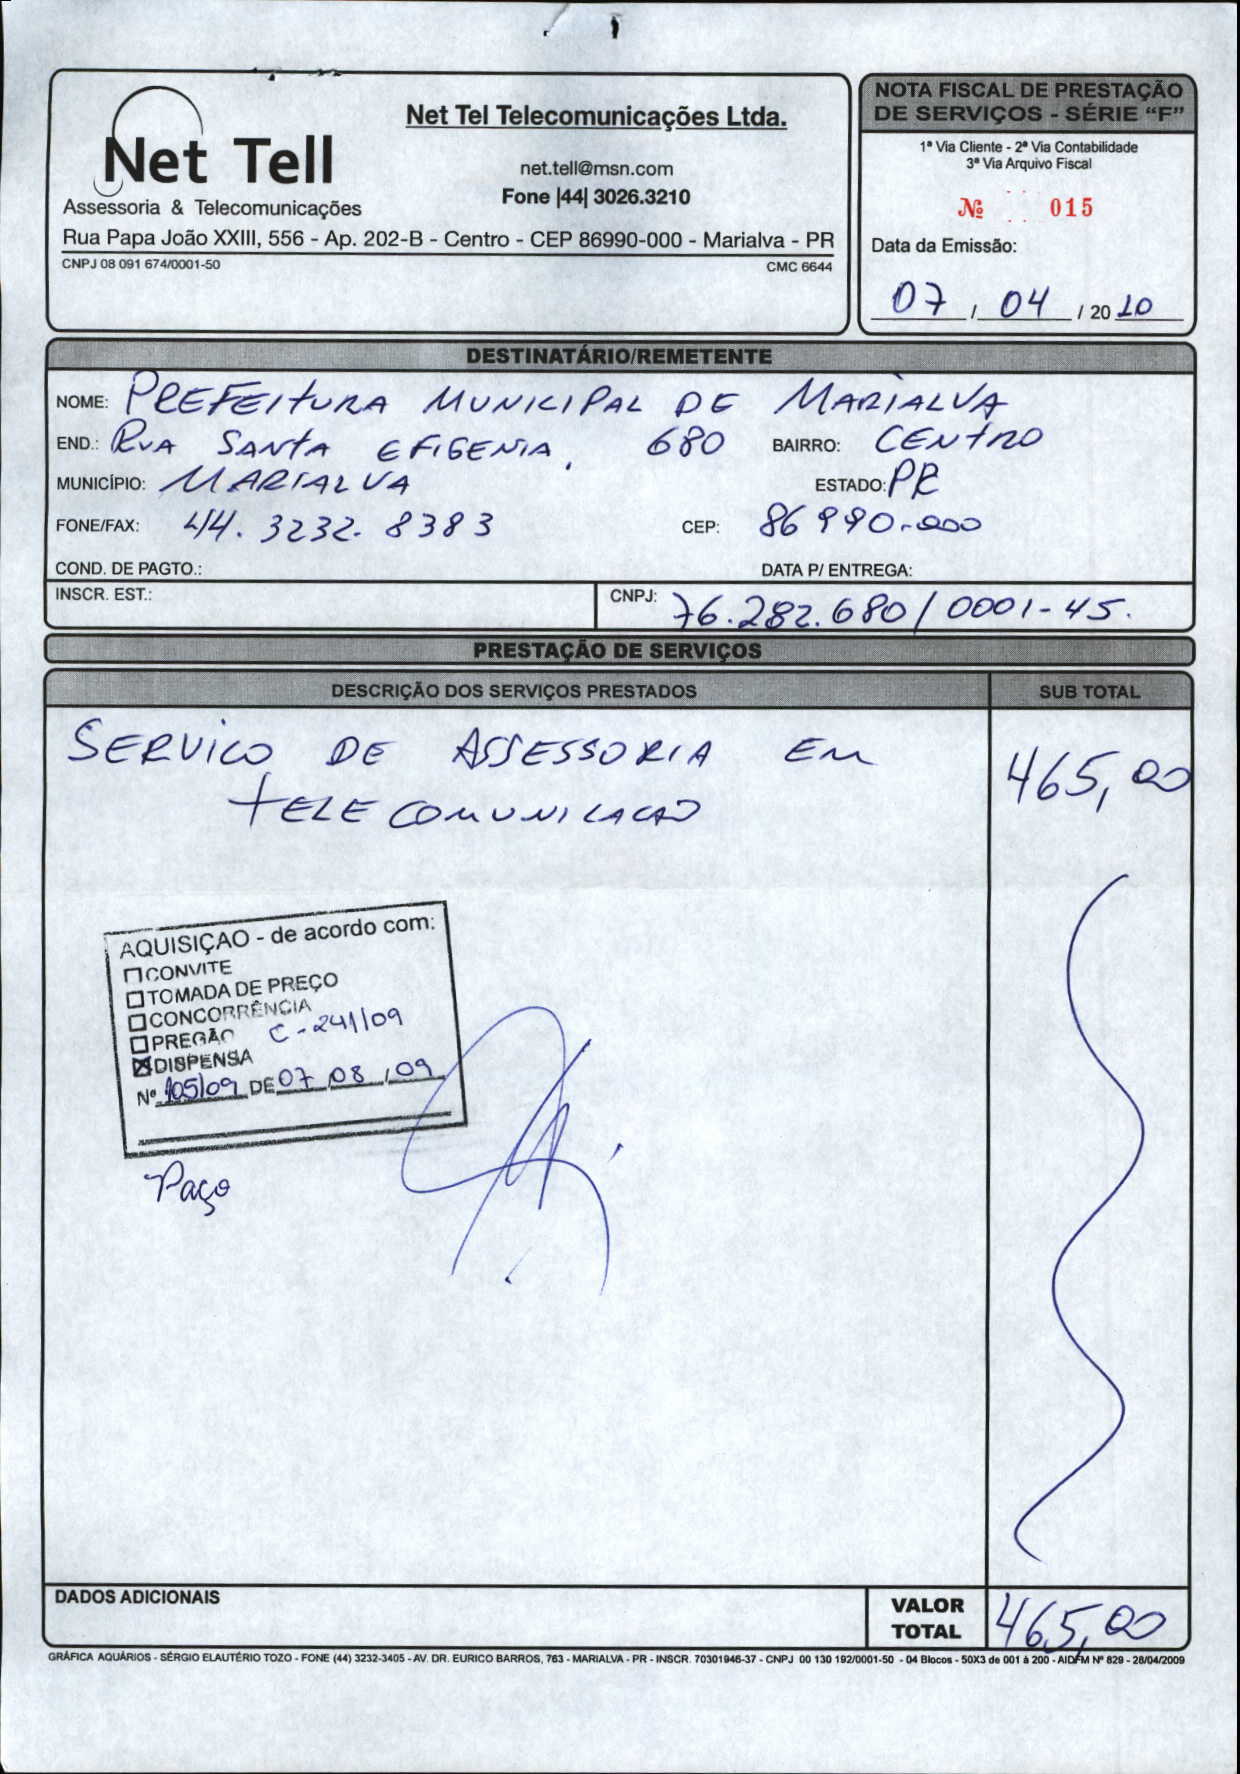 Net Tell
Assessoria & Telecomunicações
Net Tel Telecomunicações Ltda.
net.tell@msn.com
Fone |44| 3026.3210
Rua Papa João XXIII, 556 - Ap. 202-B - Centro - CEP 86990-000 - Marialva - PR
CNPJ 08 091 674/0001-50 CMC 6644
NOTA FISCAL DE PRESTAÇÃO
DE SERVIÇOS - SÉRIE “F”
1ª Via Cliente - 2ª Via Contabilidade
3ª Via Arquivo Fiscal
Nº 015
Data da Emissão:
07 / 04 / 2010
DESTINATÁRIO/REMETENTE
NOME: PREFEITURA MUNICIPAL DE MARIALVA
END.: RUA SANTA EFIGENIA, 680 BAIRRO: CENTRO
MUNICÍPIO: MARIALVA ESTADO: PR
FONE/FAX: 44. 3232. 8383 CEP: 86990-000
COND. DE PAGTO.: DATA P/ ENTREGA:
INSCR. EST.: CNPJ: 76.282.680/0001-45.
PRESTAÇÃO DE SERVIÇOS
DESCRIÇÃO DOS SERVIÇOS PRESTADOS SUB TOTAL
SERVICO DE ASSESSORIA EM 465,00
TELECOMUNICACAO
AQUISIÇAO - de acordo com:
CONVITE
TOMADA DE PREÇO
CONCORRÊNCIA
PREGÃO C-241/09
DISPENSA
Nº 105/09 DE 07/08/09
Paço
DADOS ADICIONAIS
VALOR
TOTAL 465,00
GRÁFICA AQUÁRIOS - SÉRGIO ELAUTÉRIO TOZO - FONE (44) 3232-3405 - AV. DR. EURICO BARROS, 763 - MARIALVA - PR - INSCR. 70301946-37 - CNPJ 00 130 192/0001-50 - 04 Blocos - 50X3 de 001 à 200 - AIDFM Nº 829 - 28/04/2009